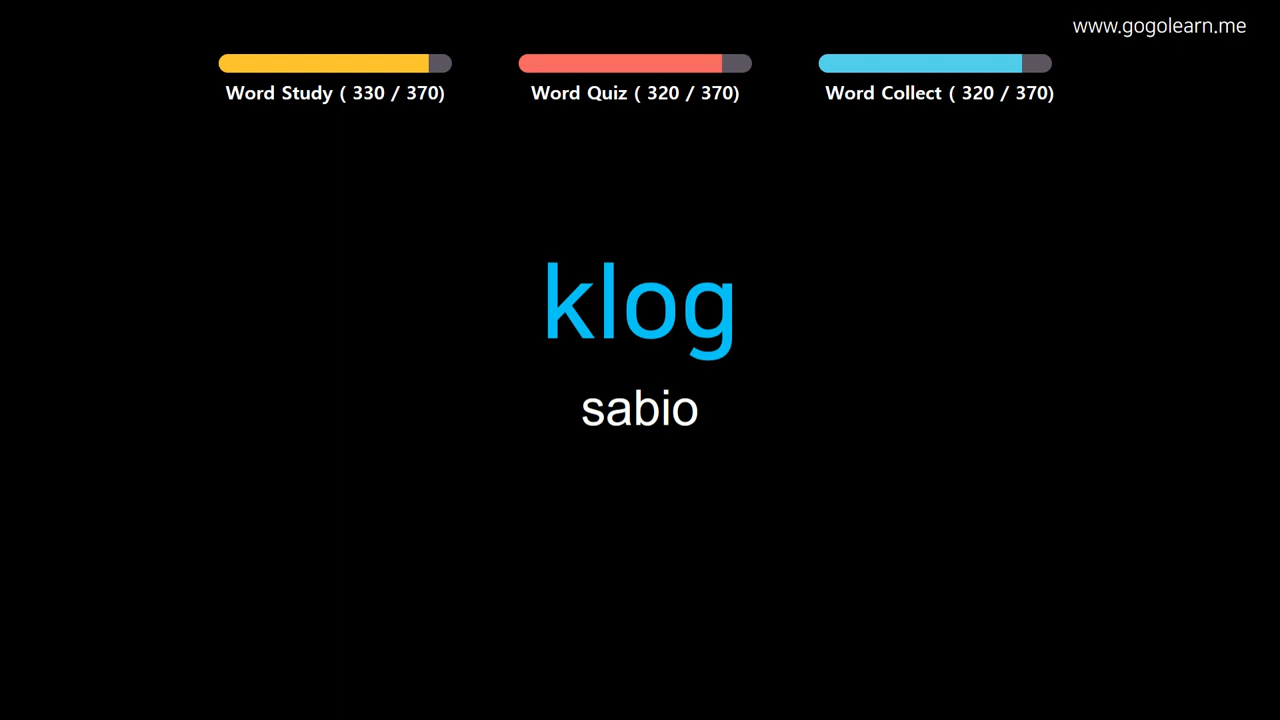 www.gogolearn.me
Word Study ( 330 / 370)
Word Quiz ( 320 / 370)
Word Collect ( 320 / 370)
klog
sabio